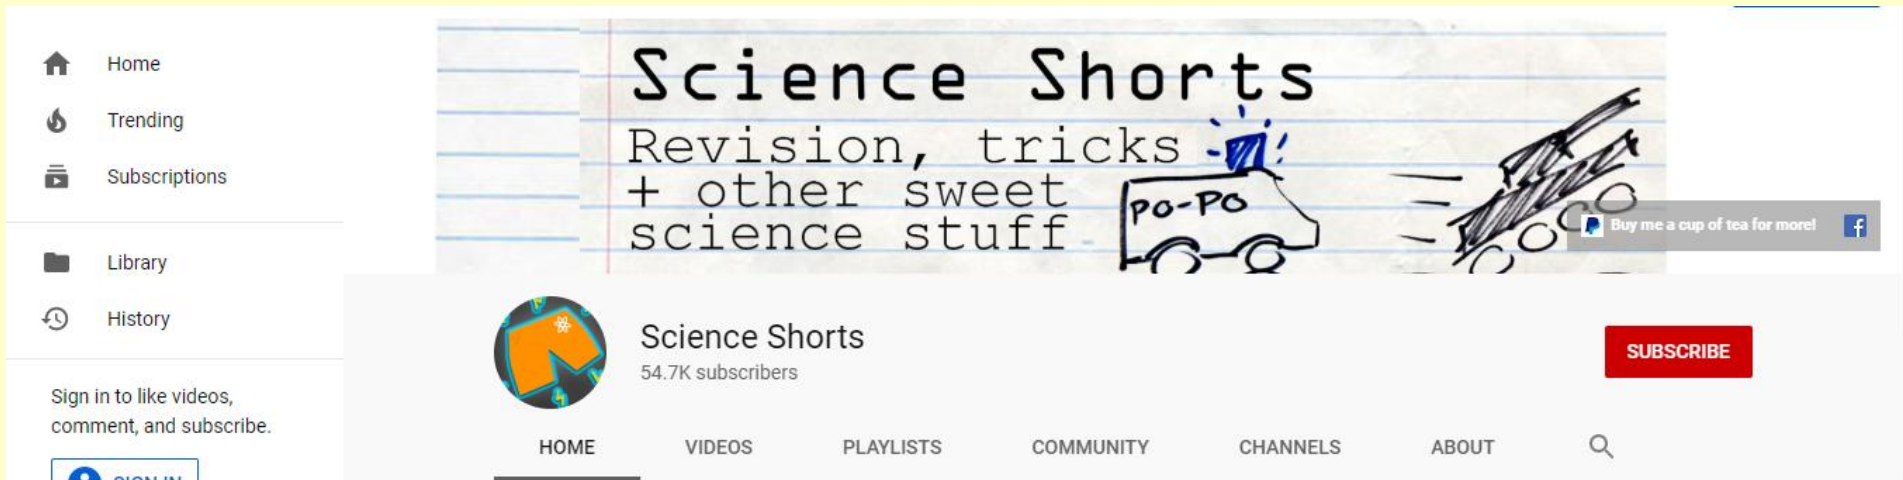 Home
Trending
Subscriptions
Library
History
Sign in to like videos,
comment, and subscribe.
SIGN IN
Science Shorts
Revision, tricks
+ other sweet
science stuff
PO-PO
Buy me a cup of tea for more!
Science Shorts
54.7K subscribers
SUBSCRIBE
HOME VIDEOS PLAYLISTS COMMUNITY CHANNELS ABOUT